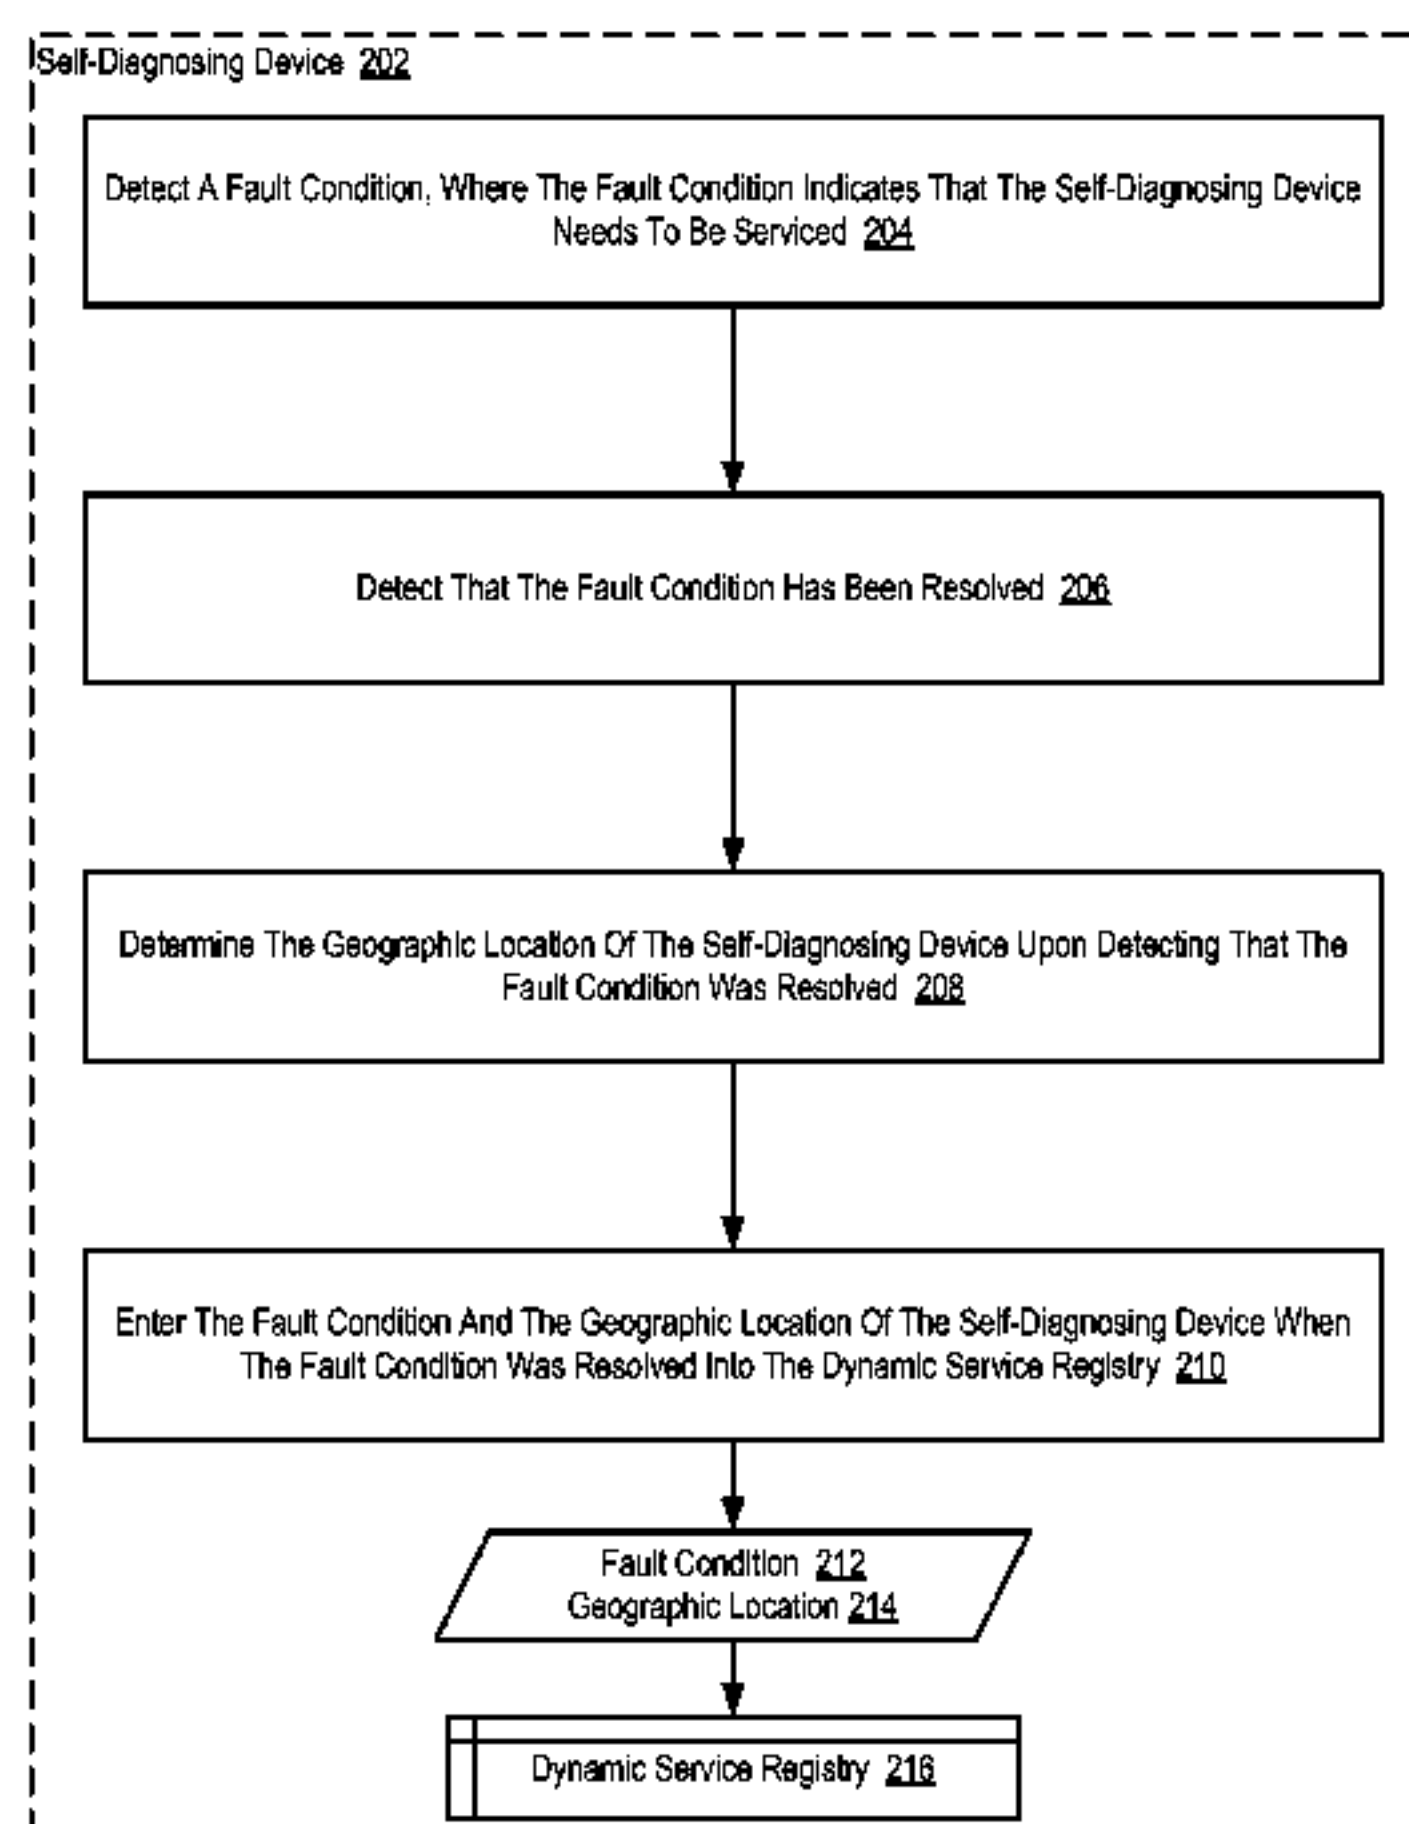 Self-Diagnosing Device 202
Detect A Fault Condition, Where The Fault Condition Indicates That The Self-Diagnosing Device
Needs To Be Serviced 204
Detect That The Fault Condition Has Been Resolved 206
Determine The Geographic Location Of The Self-Diagnosing Device Upon Detecting That The
Fault Condition Was Resolved 208
Enter The Fault Condition And The Geographic Location Of The Self-Diagnosing Device When
The Fault Condition Was Resolved Into The Dynamic Service Registry 210
Fault Condition 212
Geographic Location 214
Dynamic Service Registry 216